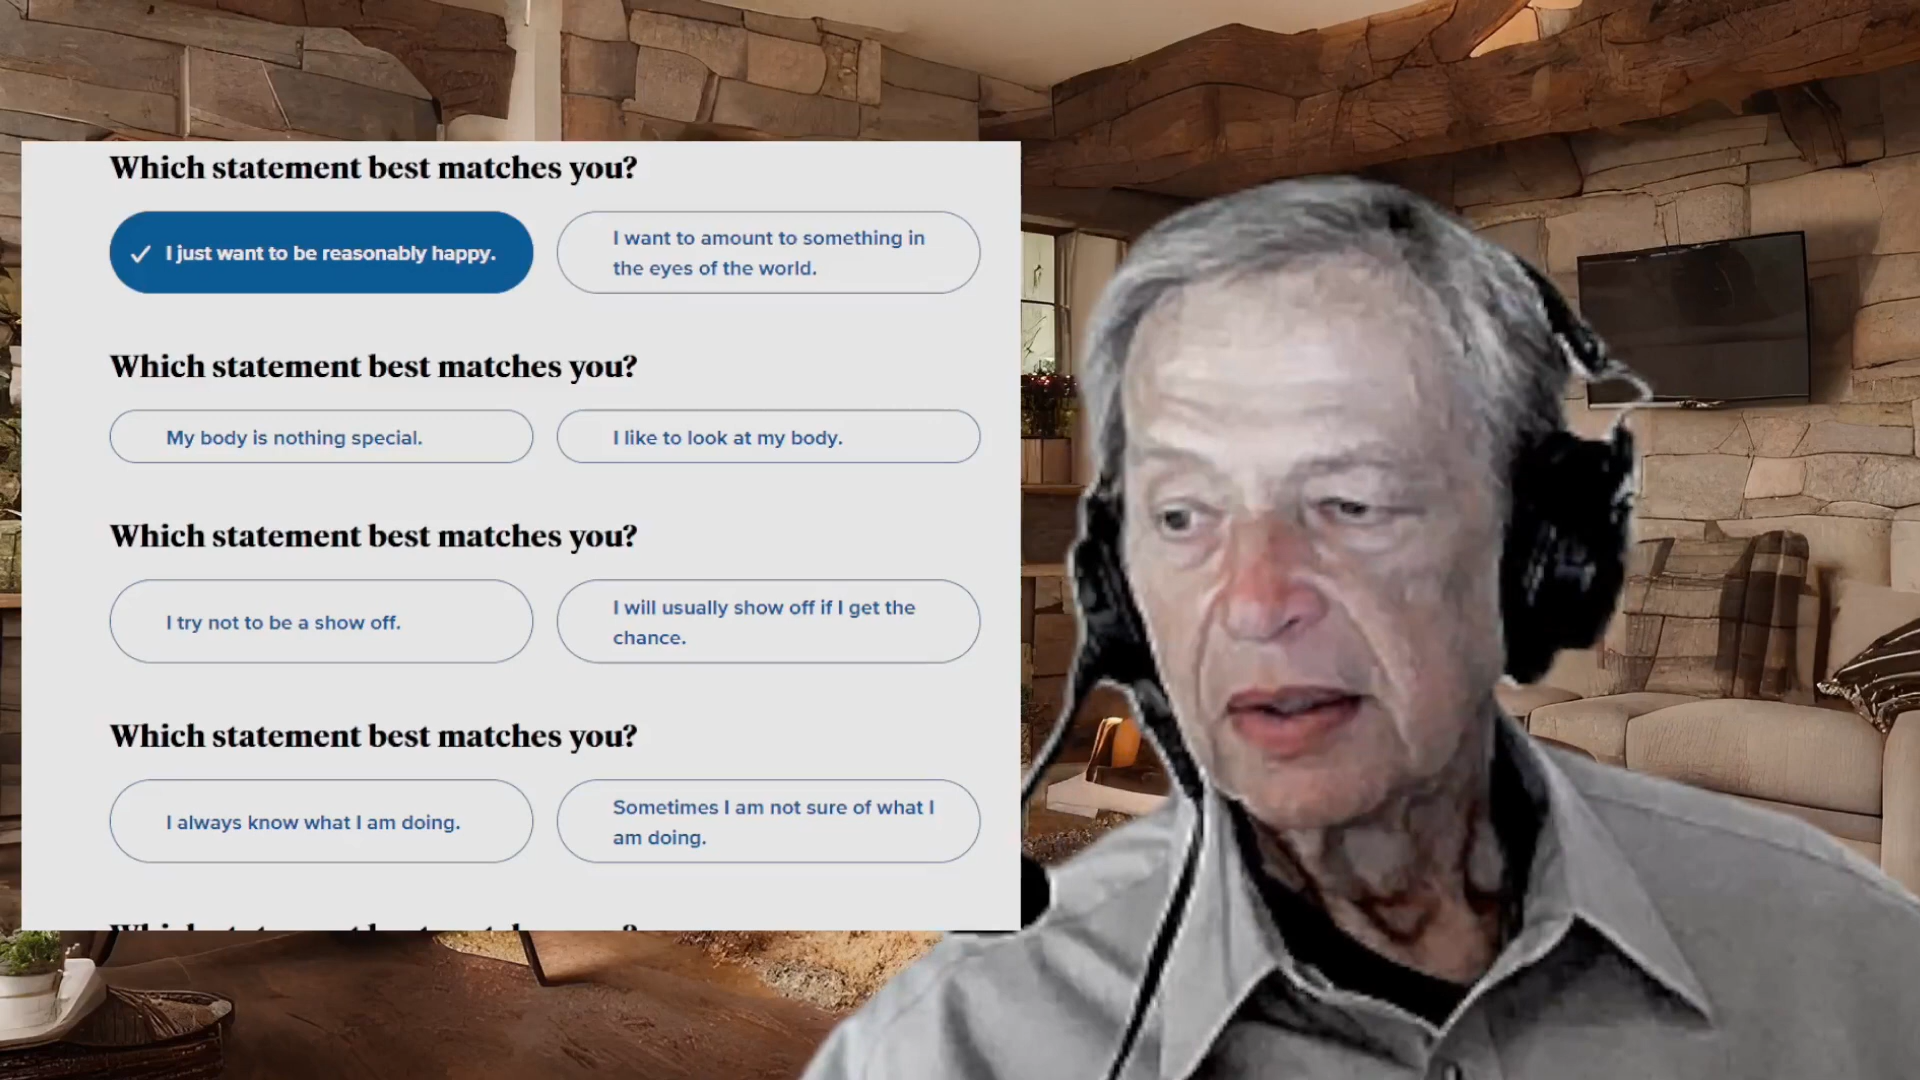 Which statement best matches you?
I just want to be reasonably happy.
I want to amount to something in
the eyes of the world.
Which statement best matches you?
My body is nothing special.
I like to look at my body.
Which statement best matches you?
I try not to be a show off.
I will usually show off if I get the
chance.
Which statement best matches you?
I always know what I am doing.
Sometimes I am not sure of what I
am doing.